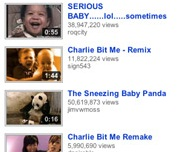 SERIOUS
BABY......lol.....sometimes
38,947,220 views
roqcity
0:55
Charlie Bit Me - Remix
11,822,224 views
sign543
1:44
The Sneezing Baby Panda
50,619,873 views
jimvwmoss
0:16
Charlie Bit Me Remake
5,990,690 views